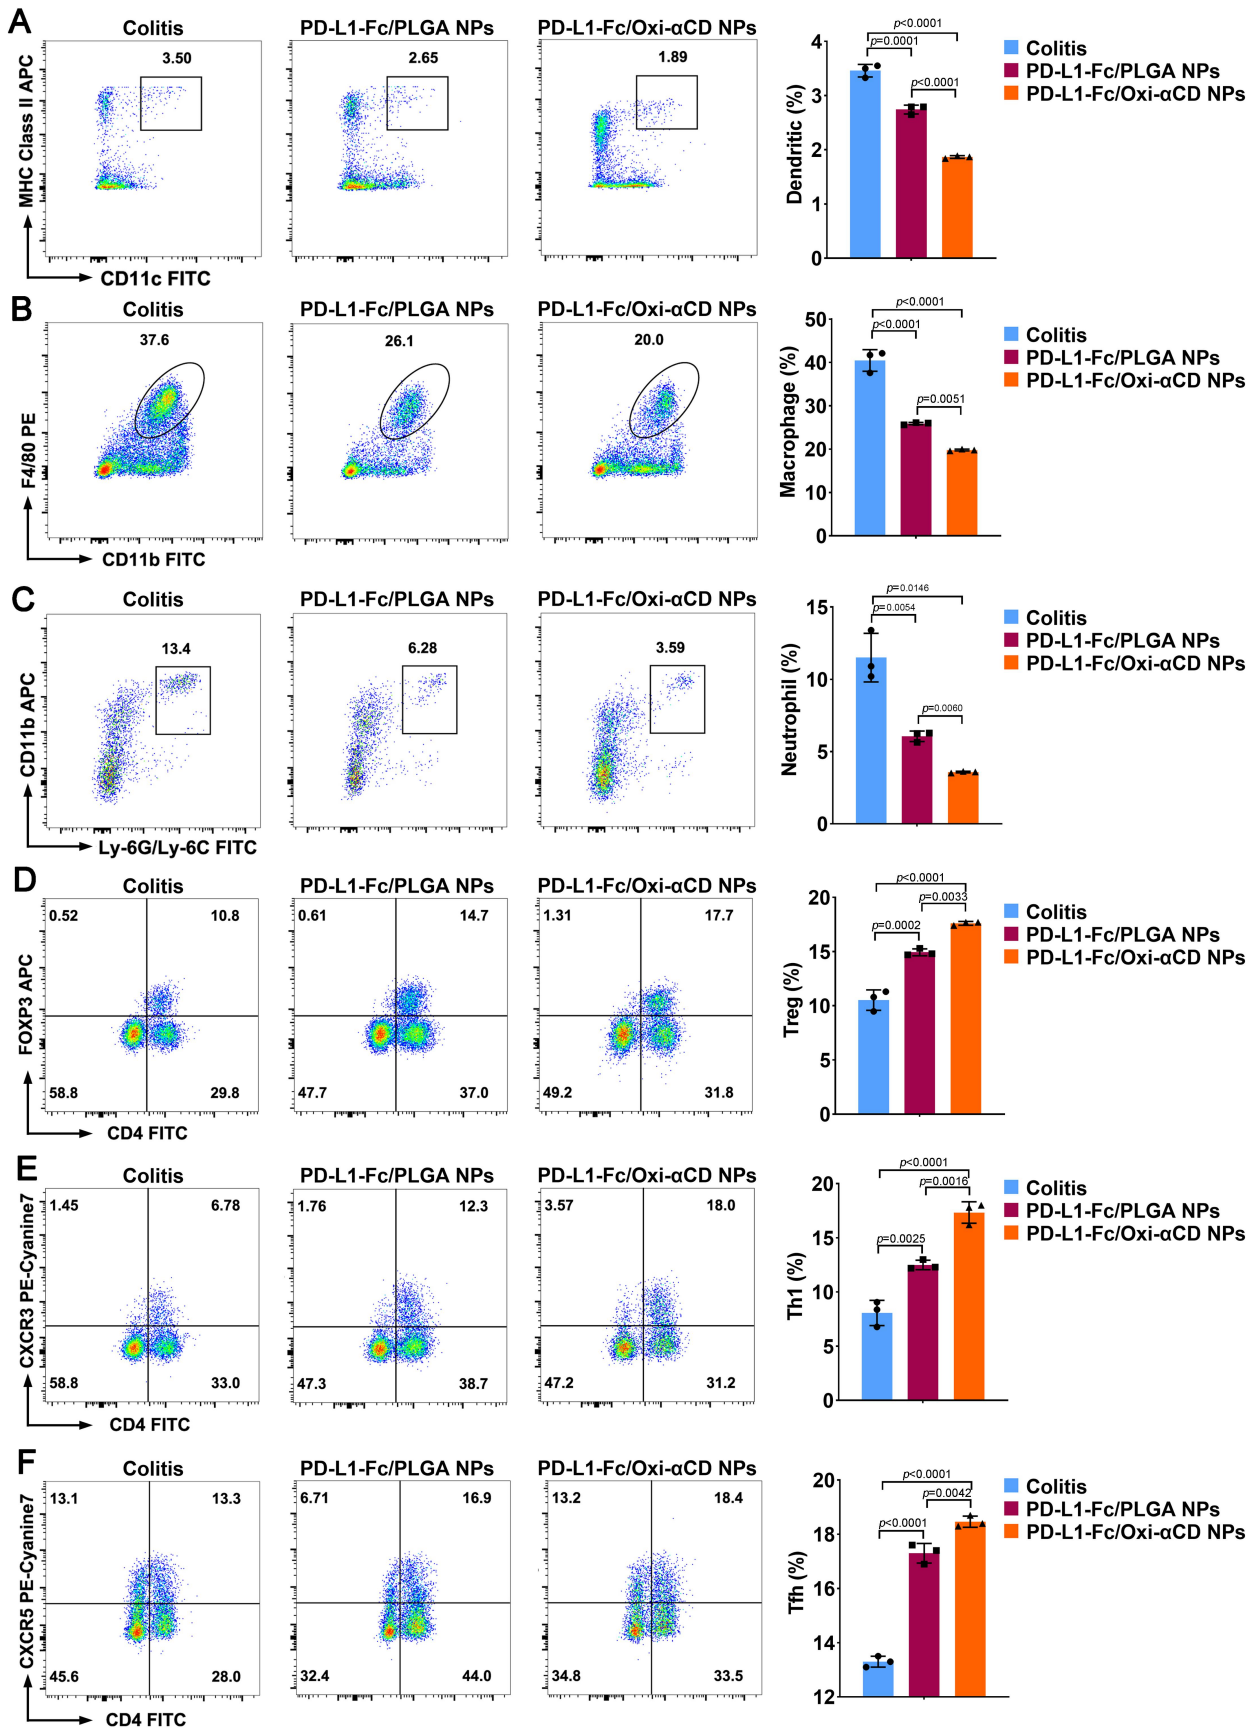 A
Colitis
PD-L1-Fc/PLGA NPs
PD-L1-Fc/Oxi-αCD NPs
3.50
2.65
1.89
MHC Class II APC
CD11c FITC
Dendritic (%)
4
3
2
1
0
p<0.0001
p=0.0001
p<0.0001
Colitis
PD-L1-Fc/PLGA NPs
PD-L1-Fc/Oxi-αCD NPs
B
Colitis
PD-L1-Fc/PLGA NPs
PD-L1-Fc/Oxi-αCD NPs
37.6
26.1
20.0
F4/80 PE
CD11b FITC
Macrophage (%)
50
40
30
20
10
0
p<0.0001
p<0.0001
p=0.0051
Colitis
PD-L1-Fc/PLGA NPs
PD-L1-Fc/Oxi-αCD NPs
C
Colitis
PD-L1-Fc/PLGA NPs
PD-L1-Fc/Oxi-αCD NPs
13.4
6.28
3.59
CD11b APC
Ly-6G/Ly-6C FITC
Neutrophil (%)
15
10
5
0
p=0.0146
p=0.0054
p=0.0060
Colitis
PD-L1-Fc/PLGA NPs
PD-L1-Fc/Oxi-αCD NPs
D
Colitis
PD-L1-Fc/PLGA NPs
PD-L1-Fc/Oxi-αCD NPs
0.52 10.8
0.61 14.7
1.31 17.7
58.8 29.8
47.7 37.0
49.2 31.8
FOXP3 APC
CD4 FITC
Treg (%)
20
15
10
5
0
p<0.0001
p=0.0033
p=0.0002
Colitis
PD-L1-Fc/PLGA NPs
PD-L1-Fc/Oxi-αCD NPs
E
Colitis
PD-L1-Fc/PLGA NPs
PD-L1-Fc/Oxi-αCD NPs
1.45 6.78
1.76 12.3
3.57 18.0
58.8 33.0
47.3 38.7
47.2 31.2
CXCR3 PE-Cyanine7
CD4 FITC
Th1 (%)
20
15
10
5
0
p<0.0001
p=0.0016
p=0.0025
Colitis
PD-L1-Fc/PLGA NPs
PD-L1-Fc/Oxi-αCD NPs
F
Colitis
PD-L1-Fc/PLGA NPs
PD-L1-Fc/Oxi-αCD NPs
13.1 13.3
6.71 16.9
13.2 18.4
45.6 28.0
32.4 44.0
34.8 33.5
CXCR5 PE-Cyanine7
CD4 FITC
Tfh (%)
20
18
16
14
12
p<0.0001
p=0.0042
p<0.0001
Colitis
PD-L1-Fc/PLGA NPs
PD-L1-Fc/Oxi-αCD NPs